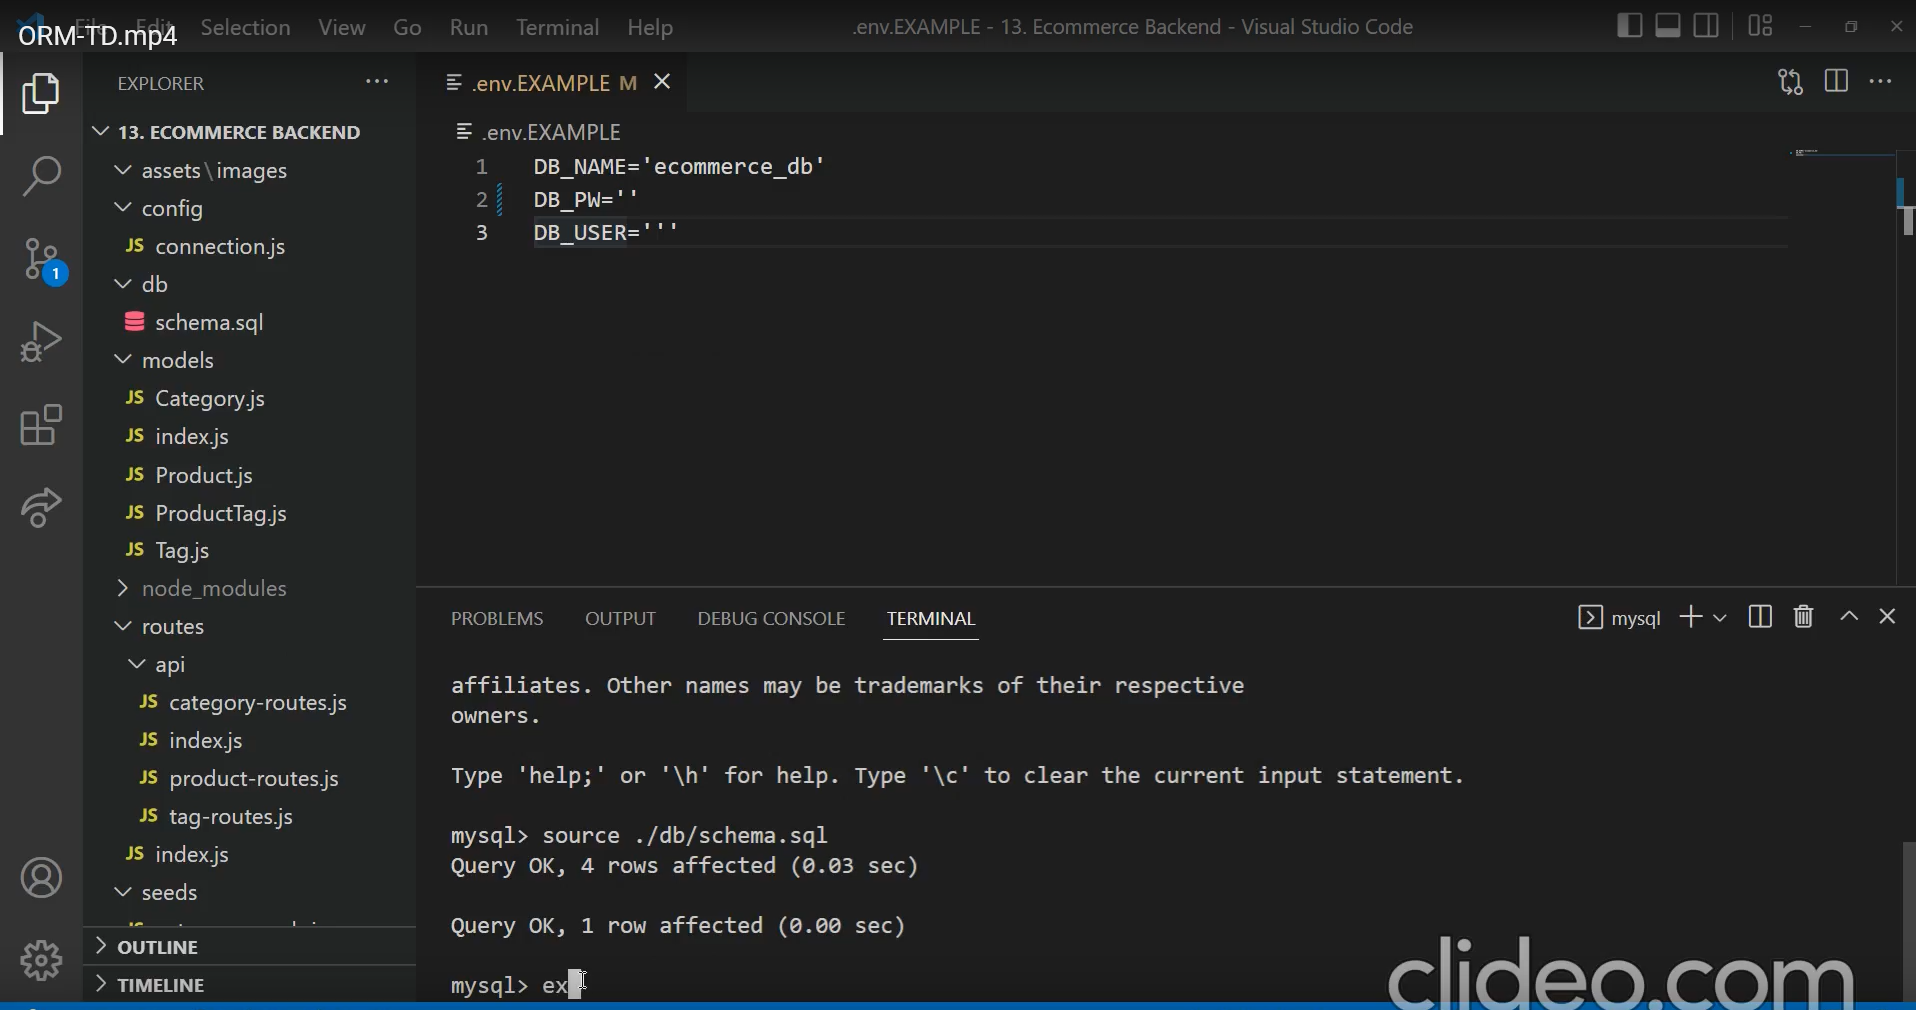 ORM-TD.mp4
Selection View Go Run Terminal Help
.env.EXAMPLE - 13. Ecommerce Backend - Visual Studio Code
EXPLORER
13. ECOMMERCE BACKEND
assets\images
config
JS connection.js
db
schema.sql
models
JS Category.js
JS index.js
JS Product.js
JS ProductTag.js
JS Tag.js
node_modules
routes
api
JS category-routes.js
JS index.js
JS product-routes.js
JS tag-routes.js
JS index.js
seeds
OUTLINE
TIMELINE
1
.env.EXAMPLE M
.env.EXAMPLE
1 DB_NAME='ecommerce_db'
2 DB_PW=''
3 DB_USER='''
PROBLEMS OUTPUT DEBUG CONSOLE TERMINAL
mysql
affiliates. Other names may be trademarks of their respective
owners.
Type 'help;' or '\h' for help. Type '\c' to clear the current input statement.
mysql> source ./db/schema.sql
Query OK, 4 rows affected (0.03 sec)
Query OK, 1 row affected (0.00 sec)
mysql> ex
clideo.com